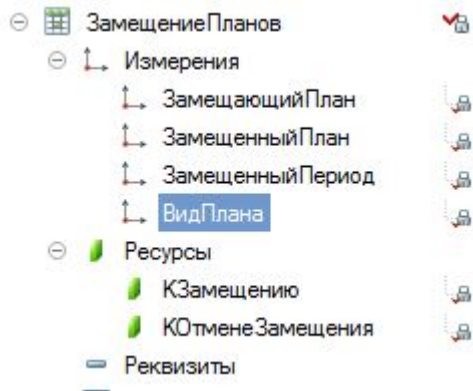 ЗамещениеПланов
Измерения
ЗамещающийПлан
ЗамещенныйПлан
ЗамещенныйПериод
ВидПлана
Ресурсы
КЗамещению
КОтменеЗамещения
Реквизиты